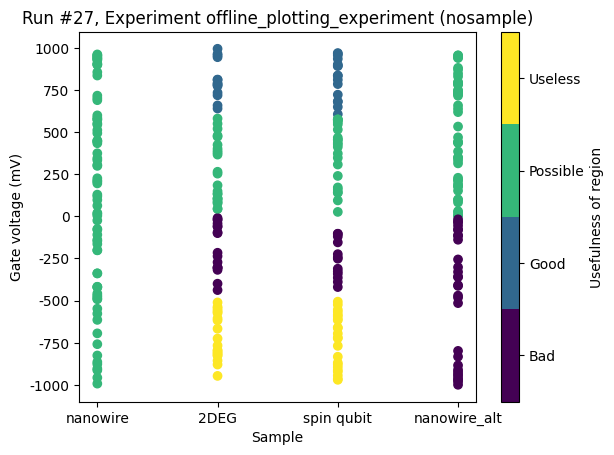 Run #27, Experiment offline_plotting_experiment (nosample)
1000
750
500
250
0
-250
-500
-750
-1000
Gate voltage (mV)
nanowire
2DEG
spin qubit
nanowire_alt
Sample
Useless
Possible
Good
Bad
Usefulness of region